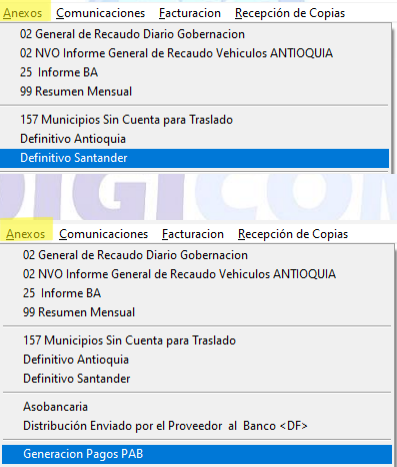 Anexos Comunicaciones Facturacion Recepción de Copias
02 General de Recaudo Diario Gobernacion
02 NVO Informe General de Recaudo Vehiculos ANTIOQUIA
25 Informe BA
99 Resumen Mensual
157 Municipios Sin Cuenta para Traslado
Definitivo Antioquia
Definitivo Santander
DIGICOM
Anexos Comunicaciones Facturacion Recepción de Copias
02 General de Recaudo Diario Gobernacion
02 NVO Informe General de Recaudo Vehiculos ANTIOQUIA
25 Informe BA
99 Resumen Mensual
157 Municipios Sin Cuenta para Traslado
Definitivo Antioquia
Definitivo Santander
Asobancaria
Distribución Enviado por el Proveedor al Banco <DF>
Generacion Pagos PAB